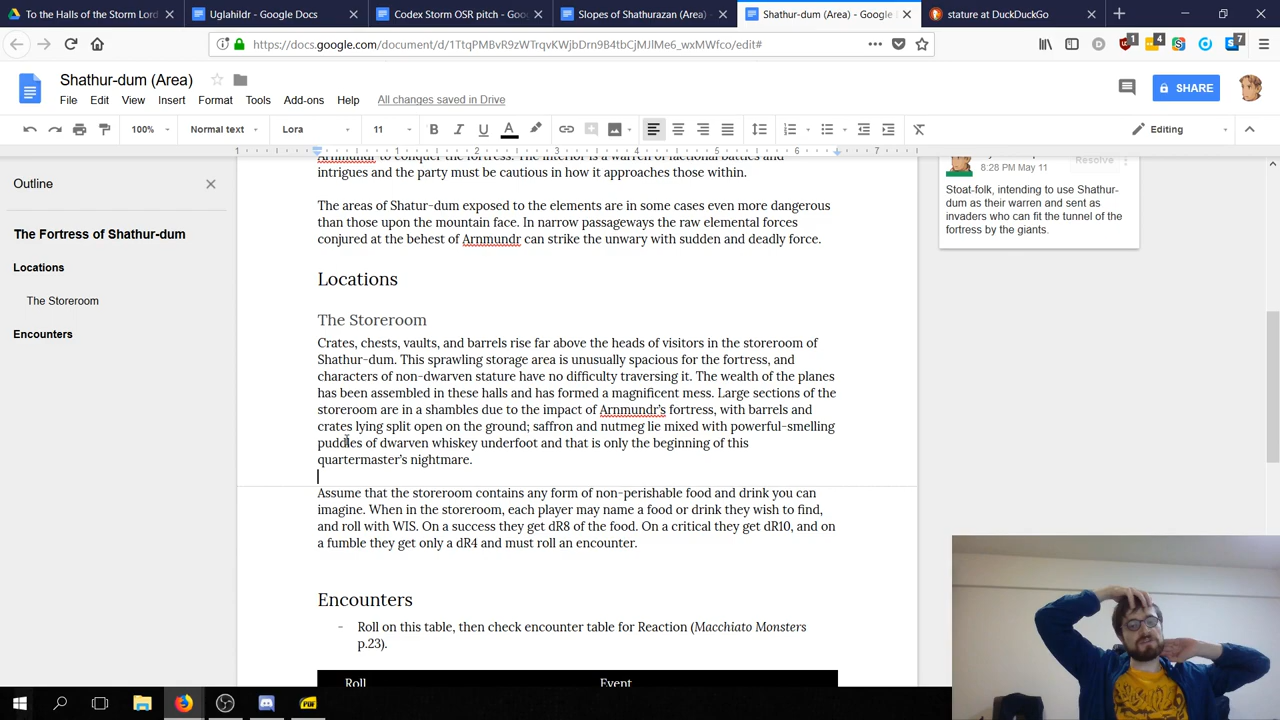 To the Halls of the Storm Lord
Uglahildr - Google Docs
Codex Storm OSR pitch - Goo
Slopes of Shathurazan (Area) -
Shathur-dum (Area) - Google
stature at DuckDuckGo
https://docs.google.com/document/d/1TtqPMBvR9zWTrqvKWjbDrn9B4tbCjMJlMe6_wxMWfco/edit#
1
4
7
Shathur-dum (Area)
File Edit View Insert Format Tools Add-ons Help All changes saved in Drive
SHARE
100% Normal text Lora 11 B I U A Editing
1 1 2 3 4 5 6 7
Outline
The Fortress of Shathur-dum
Locations
The Storeroom
Encounters
Arnmundr to conquer the fortress. The interior is a warren of factional battles and
intrigues and the party must be cautious in how it approaches those within.
The areas of Shatur-dum exposed to the elements are in some cases even more dangerous
than those upon the mountain face. In narrow passageways the raw elemental forces
conjured at the behest of Arnmundr can strike the unwary with sudden and deadly force.
Locations
The Storeroom
Crates, chests, vaults, and barrels rise far above the heads of visitors in the storeroom of
Shathur-dum. This sprawling storage area is unusually spacious for the fortress, and
characters of non-dwarven stature have no difficulty traversing it. The wealth of the planes
has been assembled in these halls and has formed a magnificent mess. Large sections of the
storeroom are in a shambles due to the impact of Arnmundr's fortress, with barrels and
crates lying split open on the ground; saffron and nutmeg lie mixed with powerful-smelling
puddles of dwarven whiskey underfoot and that is only the beginning of this
quartermaster's nightmare.
Assume that the storeroom contains any form of non-perishable food and drink you can
imagine. When in the storeroom, each player may name a food or drink they wish to find,
and roll with WIS. On a success they get dR8 of the food. On a critical they get dR10, and on
a fumble they get only a dR4 and must roll an encounter.
Encounters
- Roll on this table, then check encounter table for Reaction (Macchiato Monsters
p.23).
Roll Event
8:28 PM May 11
Resolve
Stoat-folk, intending to use Shathur-
dum as their warren and sent as
invaders who can fit the tunnel of the
fortress by the giants.